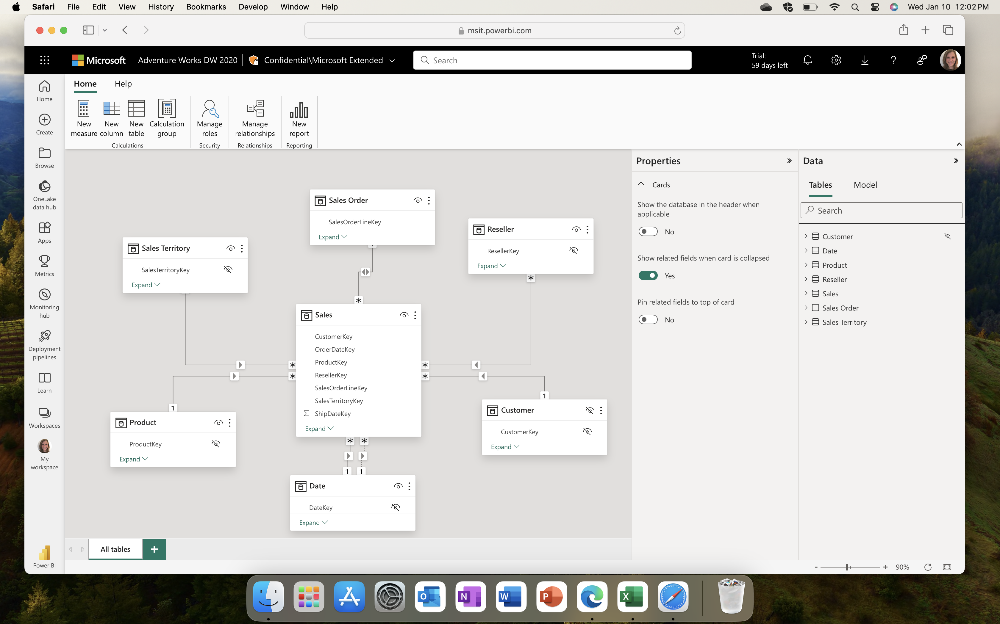 Safari File Edit View History Bookmarks Develop Window Help
Wed Jan 10 12:02 PM
msit.powerbi.com
Microsoft
Adventure Works DW 2020
Confidential\Microsoft Extended
Search
Trial:
59 days left
?
Home
Create
Browse
OneLake
data hub
Apps
Metrics
Monitoring
hub
Deployment
pipelines
Learn
Workspaces
My
workspace
Power BI
Home
Help
New
measure
New
column
New
table
Calculation
group
Calculations
Manage
roles
Security
Manage
relationships
Relationships
New
report
Reporting
Sales Order
SalesOrderLineKey
Expand
Reseller
ResellerKey
Expand
*
Sales Territory
SalesTerritoryKey
Expand
*
Sales
CustomerKey
OrderDateKey
ProductKey
ResellerKey
SalesOrderLineKey
SalesTerritoryKey
Σ ShipDateKey
Expand
*
*
*
*
1
Product
ProductKey
Expand
1
Customer
CustomerKey
Expand
* *
1 1
Date
DateKey
Expand
All tables
+
Properties
Cards
Show the database in the header when
applicable
No
Show related fields when card is collapsed
Yes
Pin related fields to top of card
No
Data
Tables
Model
Search
Customer
Date
Product
Reseller
Sales
Sales Order
Sales Territory
- + 90%
O
N
W
P
X